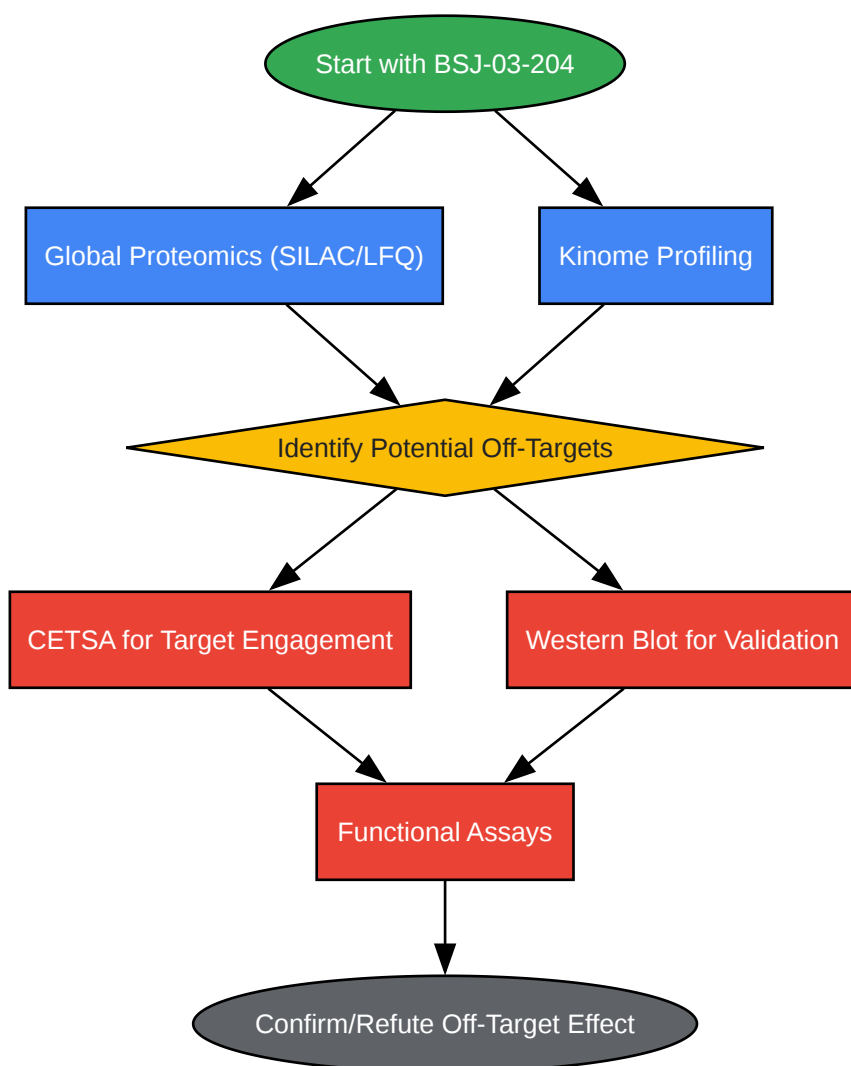 Start with BSJ-03-204
Global Proteomics (SILAC/LFQ)
Kinome Profiling
Identify Potential Off-Targets
CETSA for Target Engagement
Western Blot for Validation
Functional Assays
Confirm/Refute Off-Target Effect